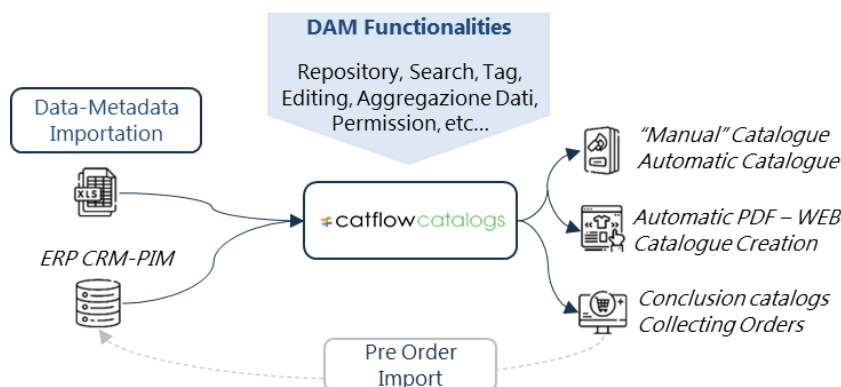 DAM Functionalities
Repository, Search, Tag,
Editing, Aggregazione Dati,
Permission, etc...
Data-Metadata
Importation
XLS
ERP CRM-PIM
catflowcatalogs
"Manual" Catalogue
Automatic Catalogue
Automatic PDF – WEB
Catalogue Creation
Conclusion catalogs
Collecting Orders
Pre Order
Import